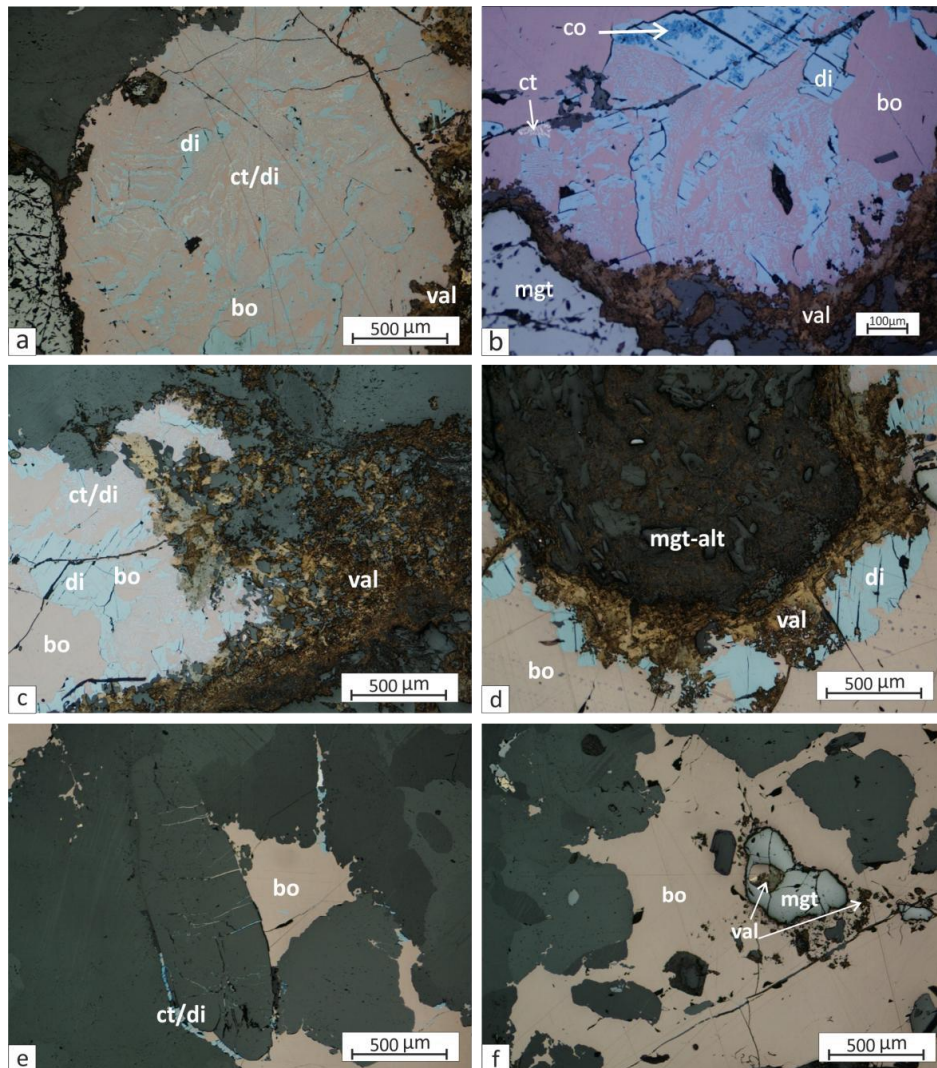 di
ct/di
bo
val
a
500 µm
co
ct
di
bo
mgt
val
b
100µm
ct/di
di
bo
val
bo
c
500 µm
mgt-alt
di
val
bo
d
500 µm
bo
ct/di
e
500 µm
bo
mgt
val
f
500 µm